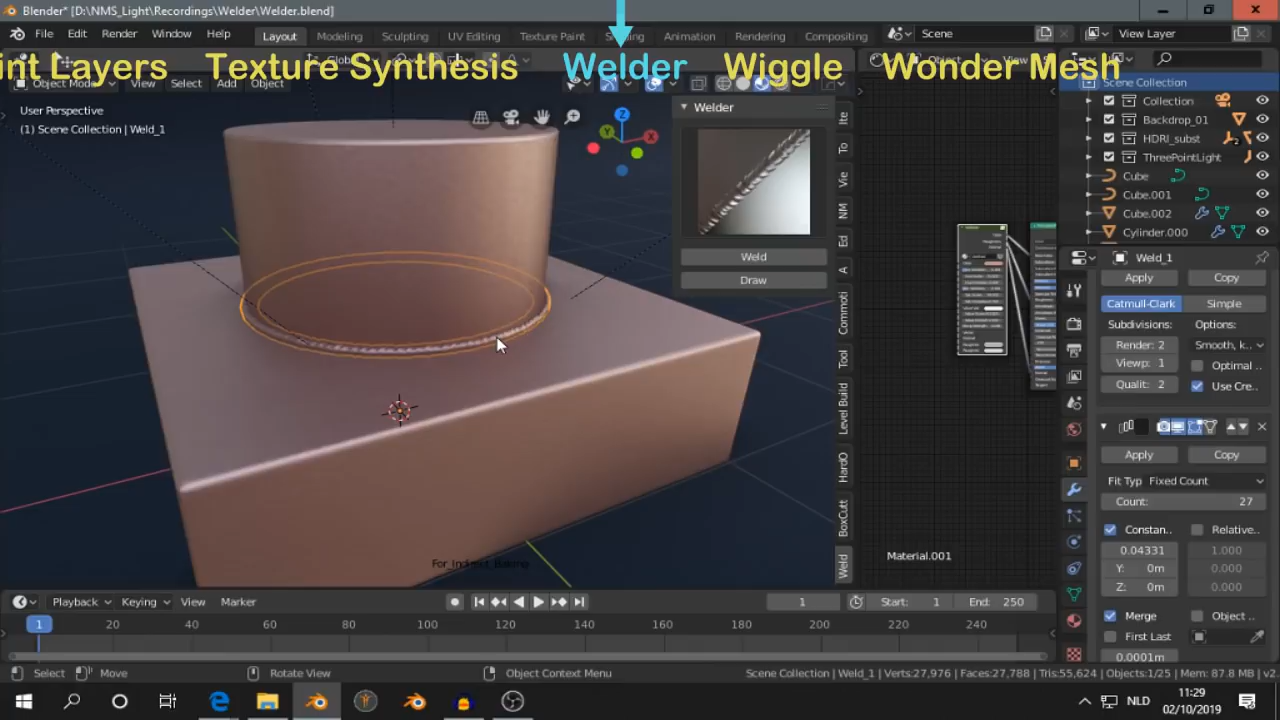 Blender* [D:\NMS_Light\Recordings\Welder\Welder.blend]
File Edit Render Window Help Layout Modeling Sculpting UV Editing Texture Paint Shading Animation Rendering Compositing Scene View Layer
int Layers Texture Synthesis Welder Wiggle Wonder Mesh
Object Mode View Select Add Object
Scene Collection
User Perspective
(1) Scene Collection | Weld_1
Welder
Collection
Backdrop_01
HDRI_subst
ThreePointLight
Cube
Cube.001
Cube.002
Cylinder.000
Weld
Draw
Weld_1
Apply Copy
Catmull-Clark Simple
Subdivisions: Options:
Render: 2 Smooth, k...
Viewp: 1 Optimal ..
Qualit: 2 Use Cre..
Apply Copy
Fit Typ Fixed Count
Count: 27
Constan.. Relative..
0.04331 1.000
Y: 0m 0.000
Z: 0m 0.000
Merge Object ..
First Last
0.0001m
Ite
To
Vie
NM
Ed
A
Commoti
Tool
Level Build
HardO
BoxCutt
Weld
Material.001
For_Indirect_Baking
Playback Keying View Marker 1 Start: 1 End: 250
1 20 40 60 80 100 120 140 160 180 200 220 240
Select Move Rotate View Object Context Menu Scene Collection | Weld_1 | Verts:27,976 | Faces:27,788 | Tris:55,624 | Objects:1/25 | Mem: 87.8 MB | v2.
NLD
11:29
02/10/2019